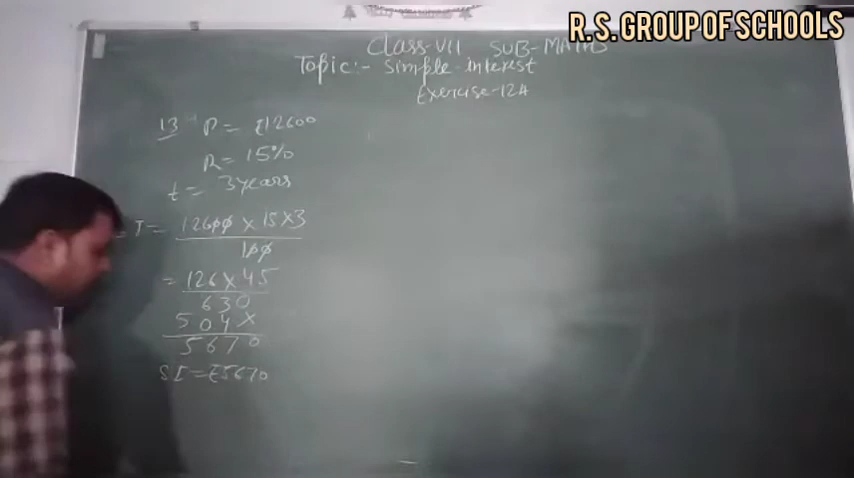 R.S. GROUP OF SCHOOLS
Class-VII SUB-MATHS
Topic:- Simple interest
Exercise-12A
13 P = ₹12600
R = 15%
t = 3years
I = 12600 × 15×3
100
= 126×45
630
504×
5670
SI = ₹5670